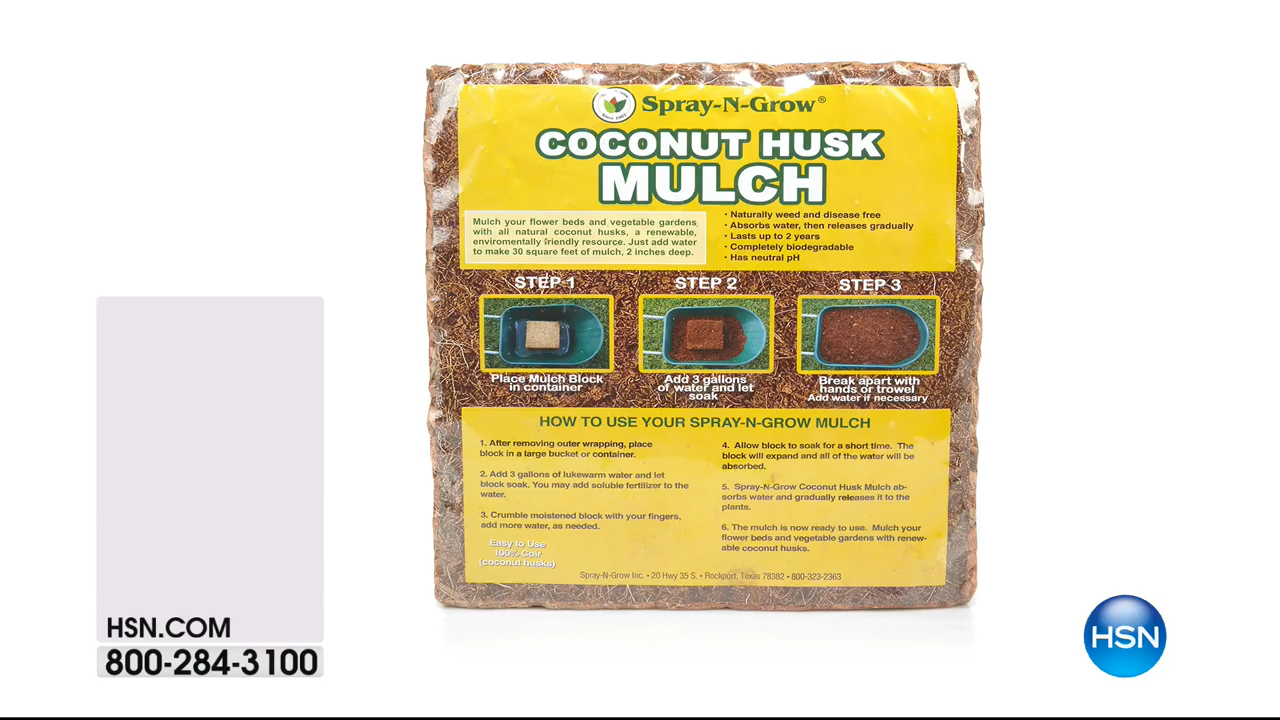 Since 1981
Spray-N-Grow®
COCONUT HUSK
MULCH
Mulch your flower beds and vegetable gardens
with all natural coconut husks, a renewable,
enviromentally friendly resource. Just add water
to make 30 square feet of mulch, 2 inches deep.
• Naturally weed and disease free
• Absorbs water, then releases gradually
• Lasts up to 2 years
• Completely biodegradable
• Has neutral pH
STEP 1
Place Mulch Block
in container
STEP 2
Add 3 gallons
of water and let
soak
STEP 3
Break apart with
hands or trowel
Add water if necessary
HOW TO USE YOUR SPRAY-N-GROW MULCH
1. After removing outer wrapping, place
block in a large bucket or container.
2. Add 3 gallons of lukewarm water and let
block soak. You may add soluble fertilizer to the
water.
3. Crumble moistened block with your fingers,
add more water, as needed.
Easy to Use
100% Coir
(coconut husks)
4. Allow block to soak for a short time. The
block will expand and all of the water will be
absorbed.
5. Spray-N-Grow Coconut Husk Mulch ab-
sorbs water and gradually releases it to the
plants.
6. The mulch is now ready to use. Mulch your
flower beds and vegetable gardens with renew-
able coconut husks.
Spray-N-Grow Inc. • 20 Hwy 35 S. • Rockport, Texas 78382 • 800-323-2363
HSN.COM
800-284-3100
HSN